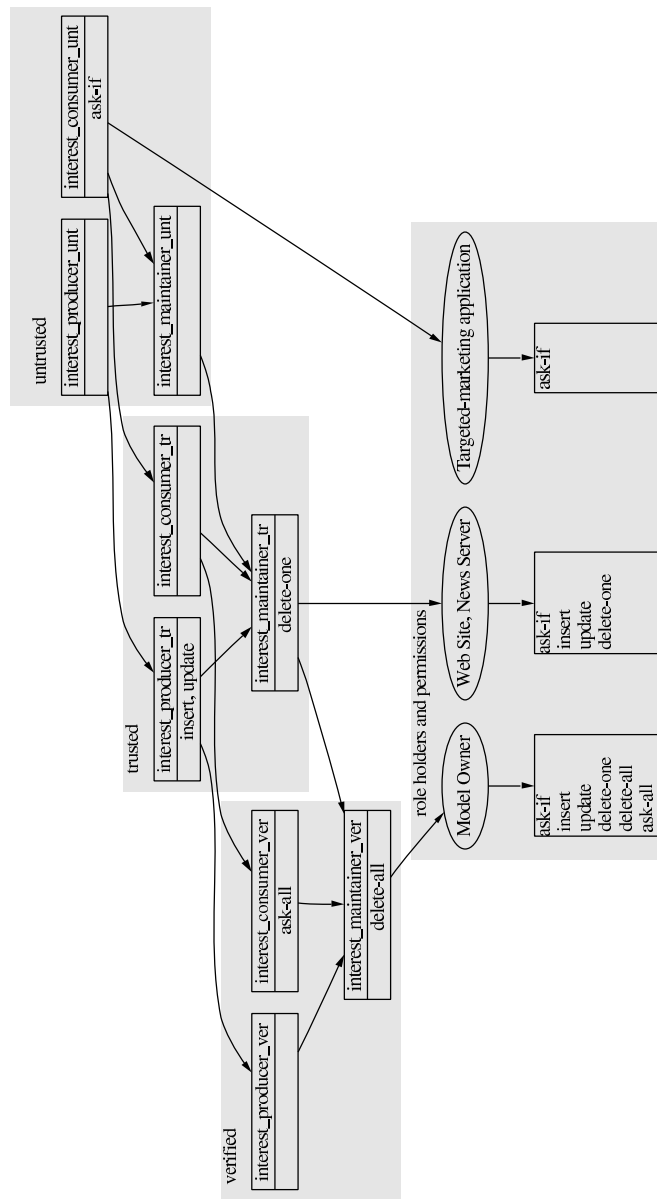 untrusted
interest_producer_unt
interest_consumer_unt
ask-if
interest_maintainer_unt
trusted
interest_producer_tr
insert, update
interest_consumer_tr
interest_maintainer_tr
delete-one
verified
interest_producer_ver
interest_consumer_ver
ask-all
interest_maintainer_ver
delete-all
role holders and permissions
Model Owner
Web Site, News Server
Targeted-marketing application
ask-if
insert
update
delete-one
delete-all
ask-all
ask-if
insert
update
delete-one
ask-if